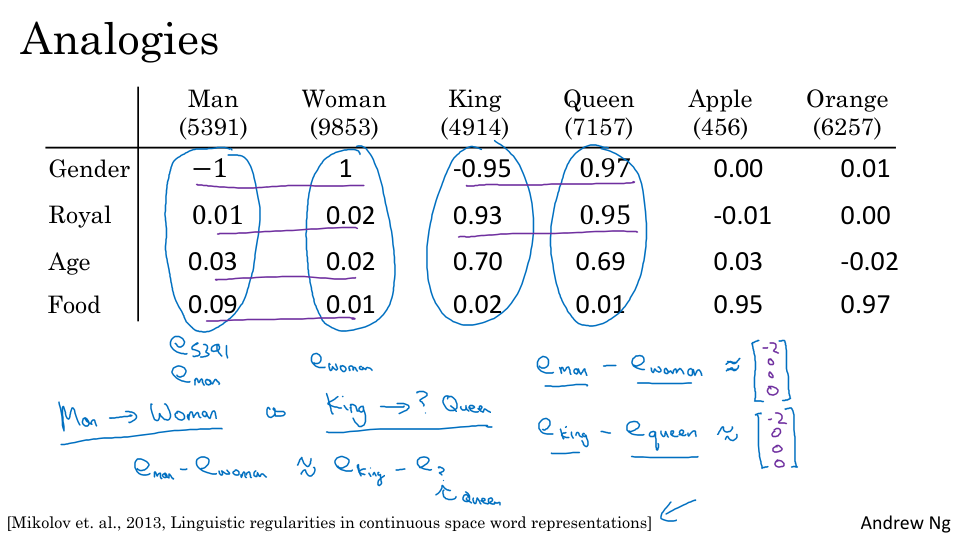 Analogies
Man Woman King Queen Apple Orange
(5391) (9853) (4914) (7157) (456) (6257)
Gender −1 1 -0.95 0.97 0.00 0.01
Royal 0.01 0.02 0.93 0.95 -0.01 0.00
Age 0.03 0.02 0.70 0.69 0.03 -0.02
Food 0.09 0.01 0.02 0.01 0.95 0.97
e5391
eman ewoman
eman − ewoman ≈ [-2 0 0 0]
Man → Woman as King → ? Queen
eking − equeen ≈ [-2 0 0 0]
eman − ewoman ≈ eking − e?
↑ Queen
[Mikolov et. al., 2013, Linguistic regularities in continuous space word representations] ↙
Andrew Ng